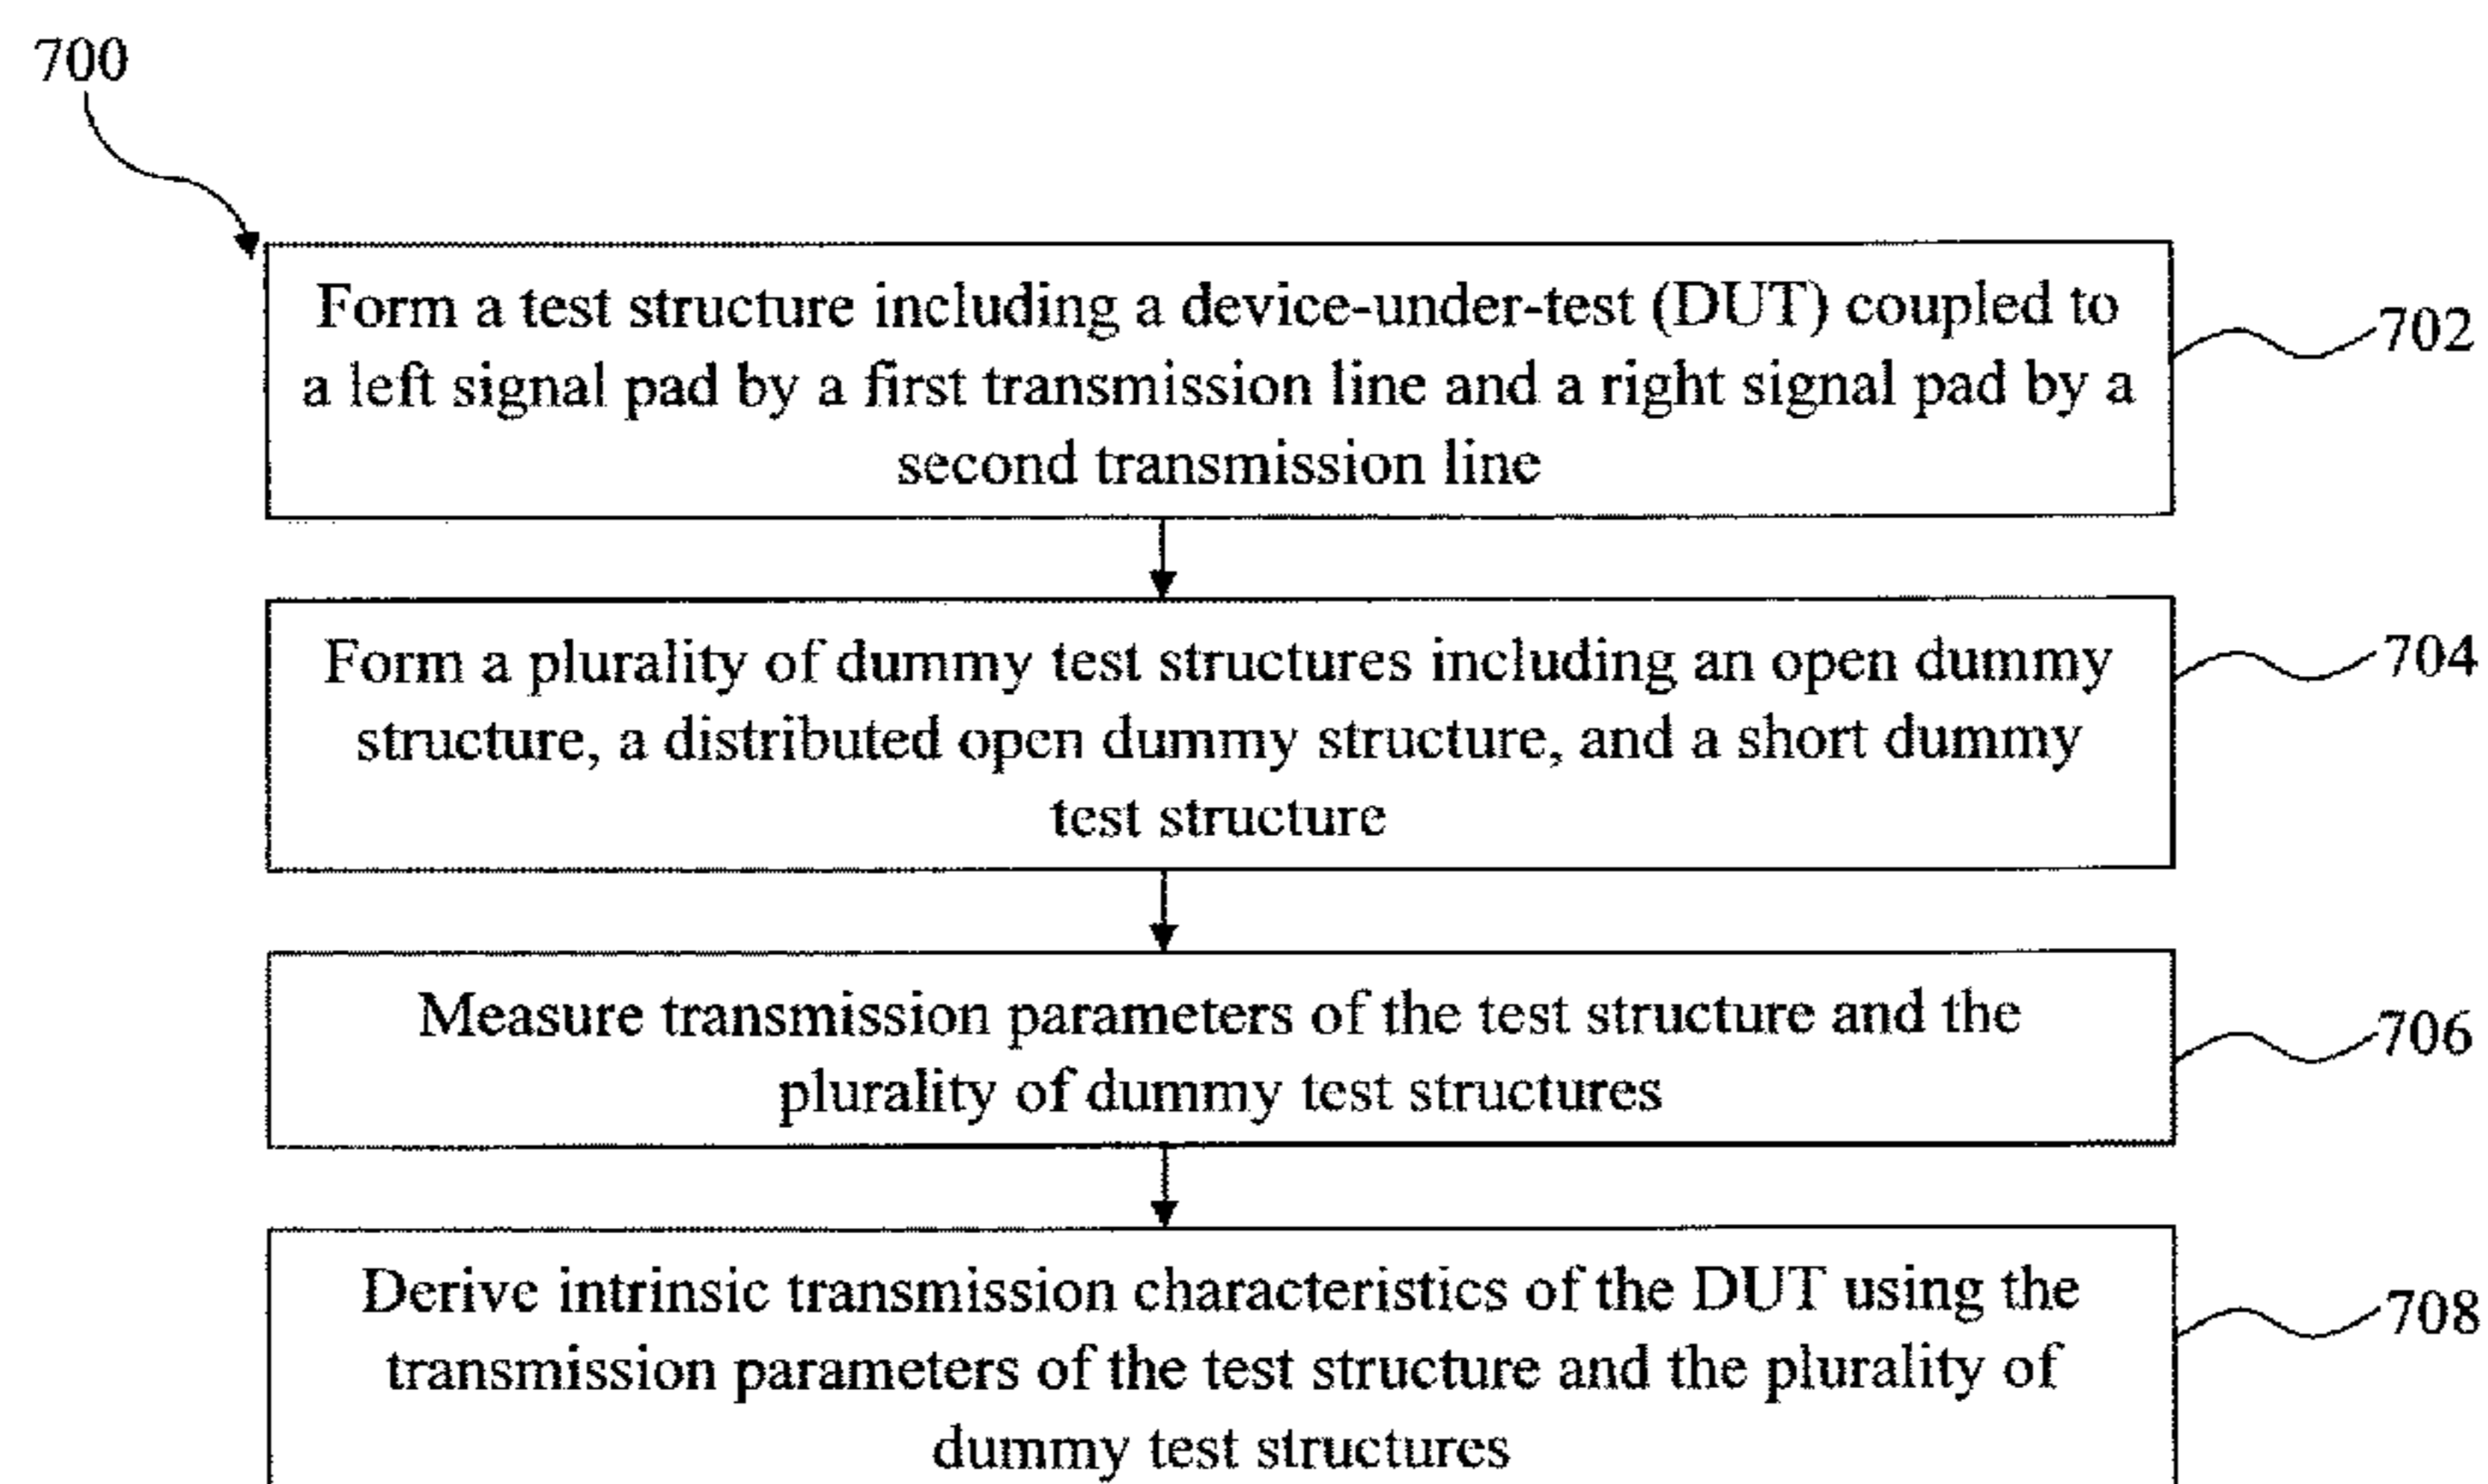 700
Form a test structure including a device-under-test (DUT) coupled to
a left signal pad by a first transmission line and a right signal pad by a
second transmission line
702
Form a plurality of dummy test structures including an open dummy
structure, a distributed open dummy structure, and a short dummy
test structure
704
Measure transmission parameters of the test structure and the
plurality of dummy test structures
706
Derive intrinsic transmission characteristics of the DUT using the
transmission parameters of the test structure and the plurality of
dummy test structures
708